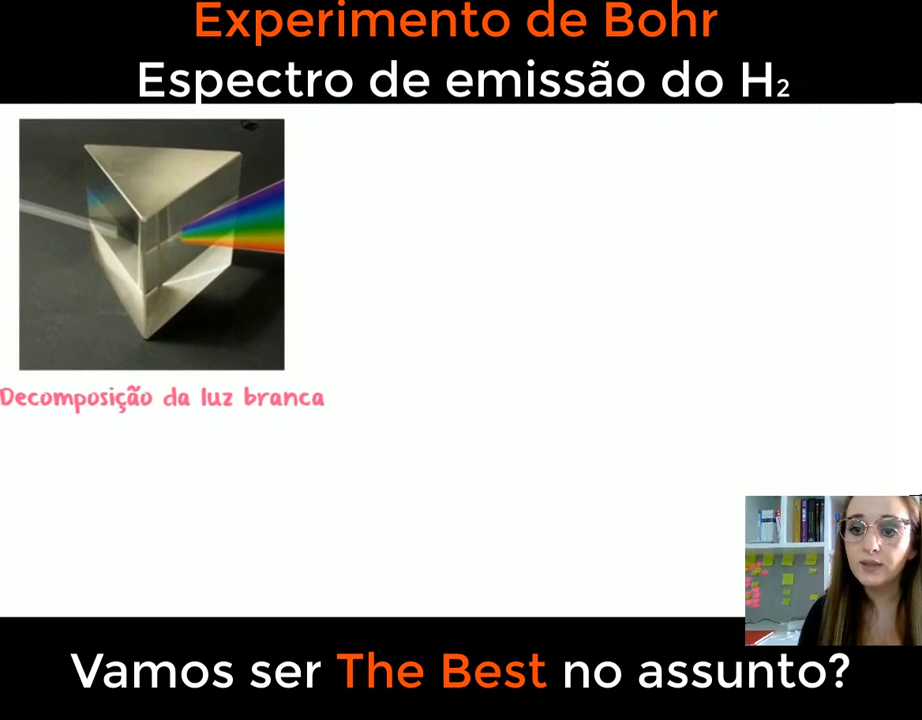 Experimento de Bohr
Espectro de emissão do H₂
Decomposição da luz branca
Vamos ser The Best no assunto?